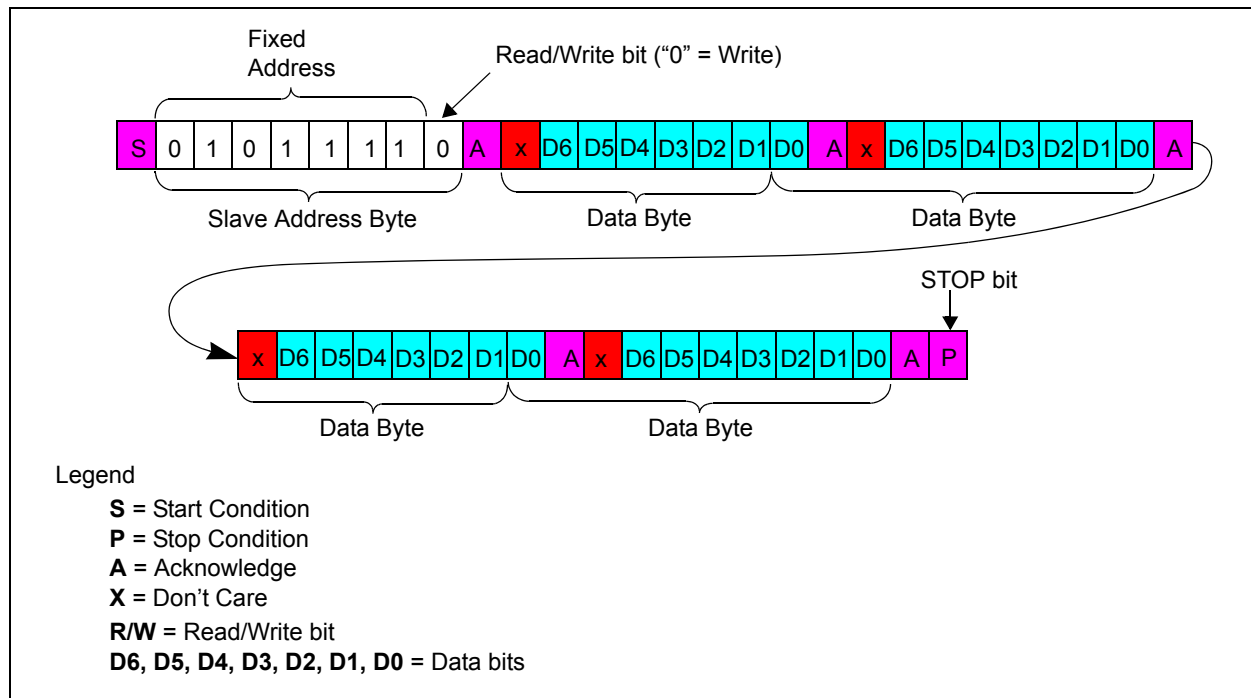 Fixed
Address
Read/Write bit (“0” = Write)
S 0 1 0 1 1 1 1 0 A x D6 D5 D4 D3 D2 D1 D0 A x D6 D5 D4 D3 D2 D1 D0 A
Slave Address Byte Data Byte Data Byte
STOP bit
x D6 D5 D4 D3 D2 D1 D0 A x D6 D5 D4 D3 D2 D1 D0 A P
Data Byte Data Byte
Legend
S = Start Condition
P = Stop Condition
A = Acknowledge
X = Don’t Care
R/W = Read/Write bit
D6, D5, D4, D3, D2, D1, D0 = Data bits